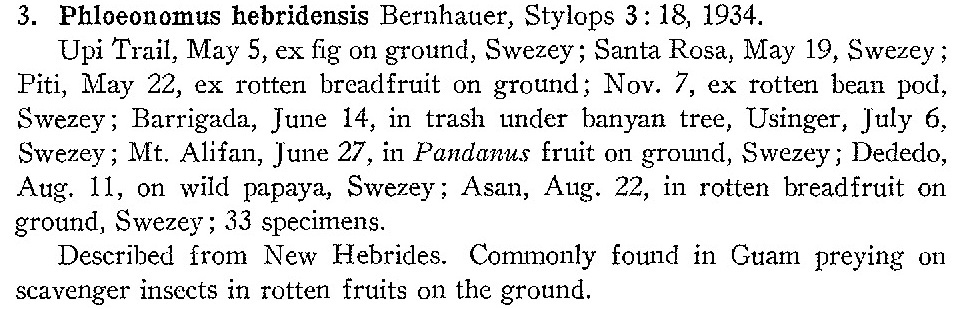 3. Phloeonomus hebridensis Bernhauer, Stylops 3: 18, 1934.
Upi Trail, May 5, ex fig on ground, Swezey; Santa Rosa, May 19, Swezey;
Piti, May 22, ex rotten breadfruit on ground; Nov. 7, ex rotten bean pod,
Swezey; Barrigada, June 14, in trash under banyan tree, Usinger, July 6,
Swezey; Mt. Alifan, June 27, in Pandanus fruit on ground, Swezey; Dededo,
Aug. 11, on wild papaya, Swezey; Asan, Aug. 22, in rotten breadfruit on
ground, Swezey; 33 specimens.
Described from New Hebrides. Commonly found in Guam preying on
scavenger insects in rotten fruits on the ground.